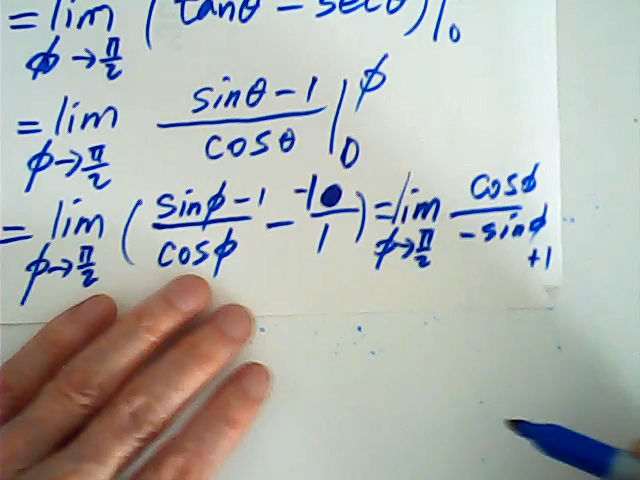 = lim (tanθ - secθ)|₀
ϕ→π/2
= lim (sinθ-1)/(cosθ) |₀^ϕ
ϕ→π/2
= lim ( (sinϕ-1)/(cosϕ) - (-1)/1 ) = lim (cosϕ)/(-sinϕ)
ϕ→π/2 ϕ→π/2 +1